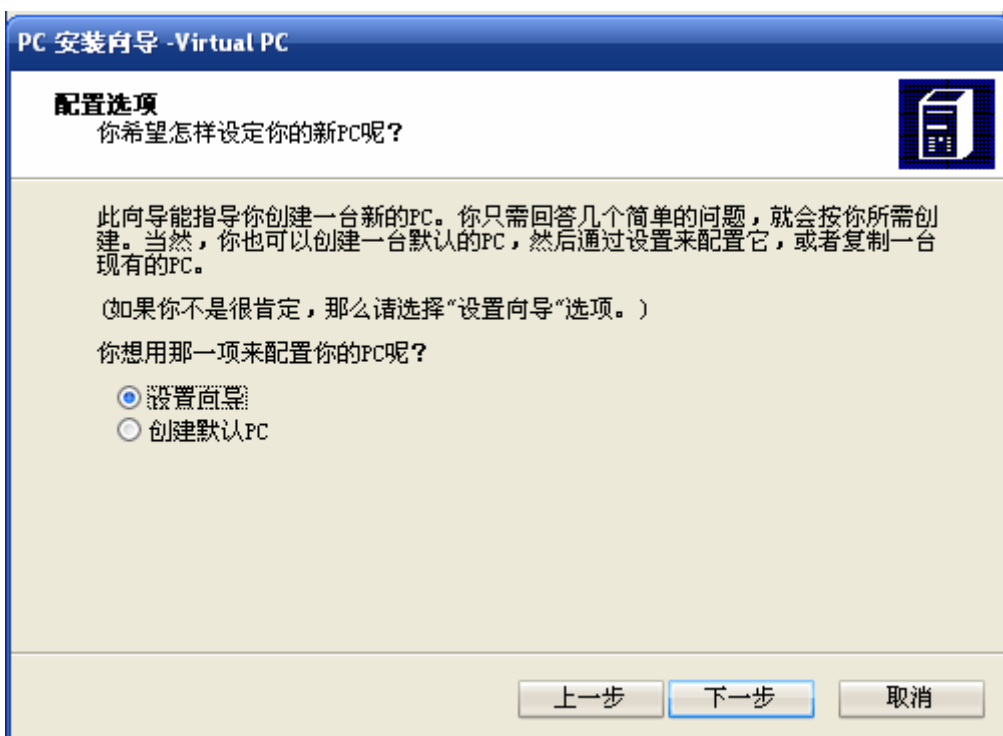 PC 安装向导 -Virtual PC
配置选项
你希望怎样设定你的新PC呢?
此向导能指导你创建一台新的PC。你只需回答几个简单的问题,就会按你所需创
建。当然,你也可以创建一台默认的PC,然后通过设置来配置它,或者复制一台
现有的PC。
(如果你不是很肯定,那么请选择“设置向导“选项。)
你想用那一项来配置你的PC呢?
设置向导
创建默认PC
上一步 下一步 取消